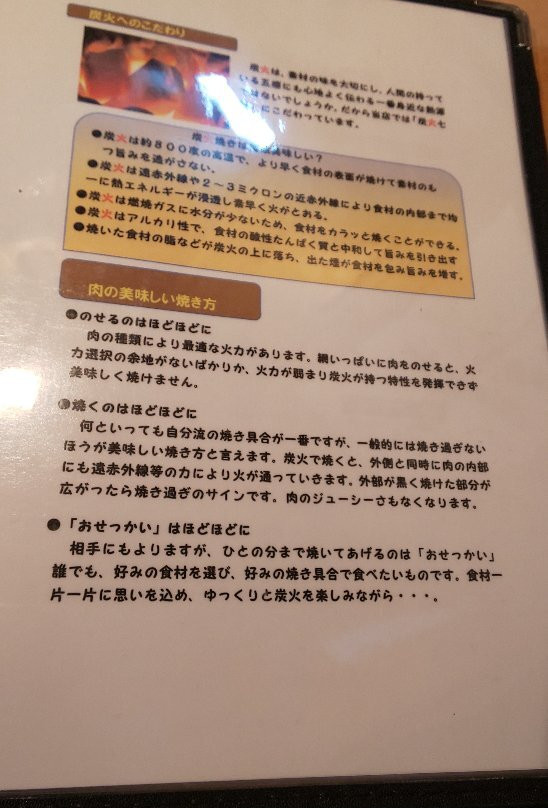 炭火へのこだわり
炭火は、素材の味を大切にし、人間の持って
いる五感にも心地よく伝わる一番身近な熱源
ではないでしょうか。だから当店では「炭火七
にこだわっています。
炭火焼きは 美味しい？
●炭火は約８００度の高温で、より早く食材の表面が焼けて素材のも
つ旨みを逃がさない。
●炭火は遠赤外線や２～３ミクロンの近赤外線により食材の内部まで均
一に熱エネルギーが浸透し素早く火がとおる。
●炭火は燃焼ガスに水分が少ないため、食材をカラッと焼くことができる。
●炭火はアルカリ性で、食材の酸性たんぱく質と中和して旨みを引き出す
●焼いた食材の脂などが炭火の上に落ち、出た煙が食材を包み旨みを増す。
肉の美味しい焼き方
●のせるのはほどほどに
肉の種類により最適な火力があります。網いっぱいに肉をのせると、火
力選択の余地がないばかりか、火力が弱まり炭火が持つ特性を発揮できず
美味しく焼けません。
●焼くのはほどほどに
何といっても自分流の焼き具合が一番ですが、一般的には焼き過ぎない
ほうが美味しい焼き方と言えます。炭火で焼くと、外側と同時に肉の内部
にも遠赤外線等の力により火が通っていきます。外部が黒く焼けた部分が
広がったら焼き過ぎのサインです。肉のジューシーさもなくなります。
●「おせっかい」はほどほどに
相手にもよりますが、ひとの分まで焼いてあげるのは「おせっかい」
誰でも、好みの食材を選び、好みの焼き具合で食べたいものです。食材一
片一片に思いを込め、ゆっくりと炭火を楽しみながら・・・。